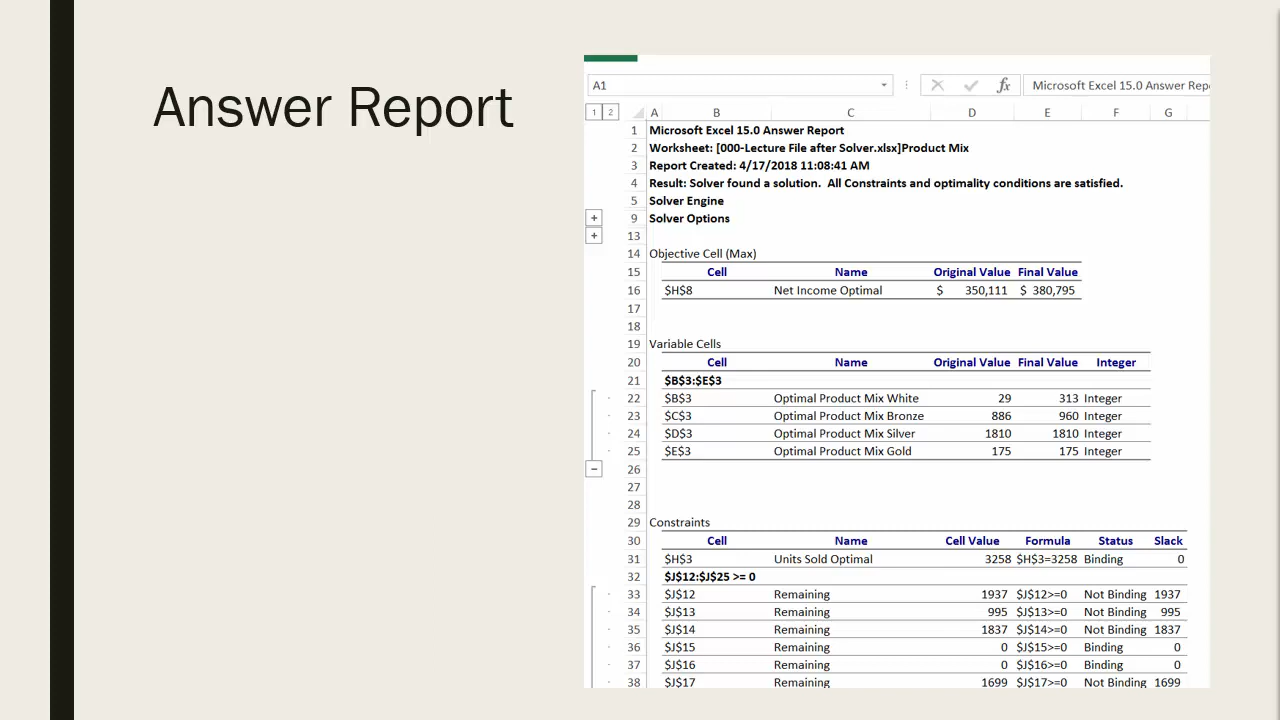 Answer Report
A1 fx Microsoft Excel 15.0 Answer Rep
1 2 A B C D E F G
1 Microsoft Excel 15.0 Answer Report
2 Worksheet: [000-Lecture File after Solver.xlsx]Product Mix
3 Report Created: 4/17/2018 11:08:41 AM
4 Result: Solver found a solution. All Constraints and optimality conditions are satisfied.
5 Solver Engine
+ 9 Solver Options
+ 13
14 Objective Cell (Max)
15 Cell Name Original Value Final Value
16 $H$8 Net Income Optimal $ 350,111 $ 380,795
17
18
19 Variable Cells
20 Cell Name Original Value Final Value Integer
21 $B$3:$E$3
22 $B$3 Optimal Product Mix White 29 313 Integer
23 $C$3 Optimal Product Mix Bronze 886 960 Integer
24 $D$3 Optimal Product Mix Silver 1810 1810 Integer
25 $E$3 Optimal Product Mix Gold 175 175 Integer
− 26
27
28
29 Constraints
30 Cell Name Cell Value Formula Status Slack
31 $H$3 Units Sold Optimal 3258 $H$3=3258 Binding 0
32 $J$12:$J$25 >= 0
33 $J$12 Remaining 1937 $J$12>=0 Not Binding 1937
34 $J$13 Remaining 995 $J$13>=0 Not Binding 995
35 $J$14 Remaining 1837 $J$14>=0 Not Binding 1837
36 $J$15 Remaining 0 $J$15>=0 Binding 0
37 $J$16 Remaining 0 $J$16>=0 Binding 0
38 $J$17 Remaining 1699 $J$17>=0 Not Binding 1699